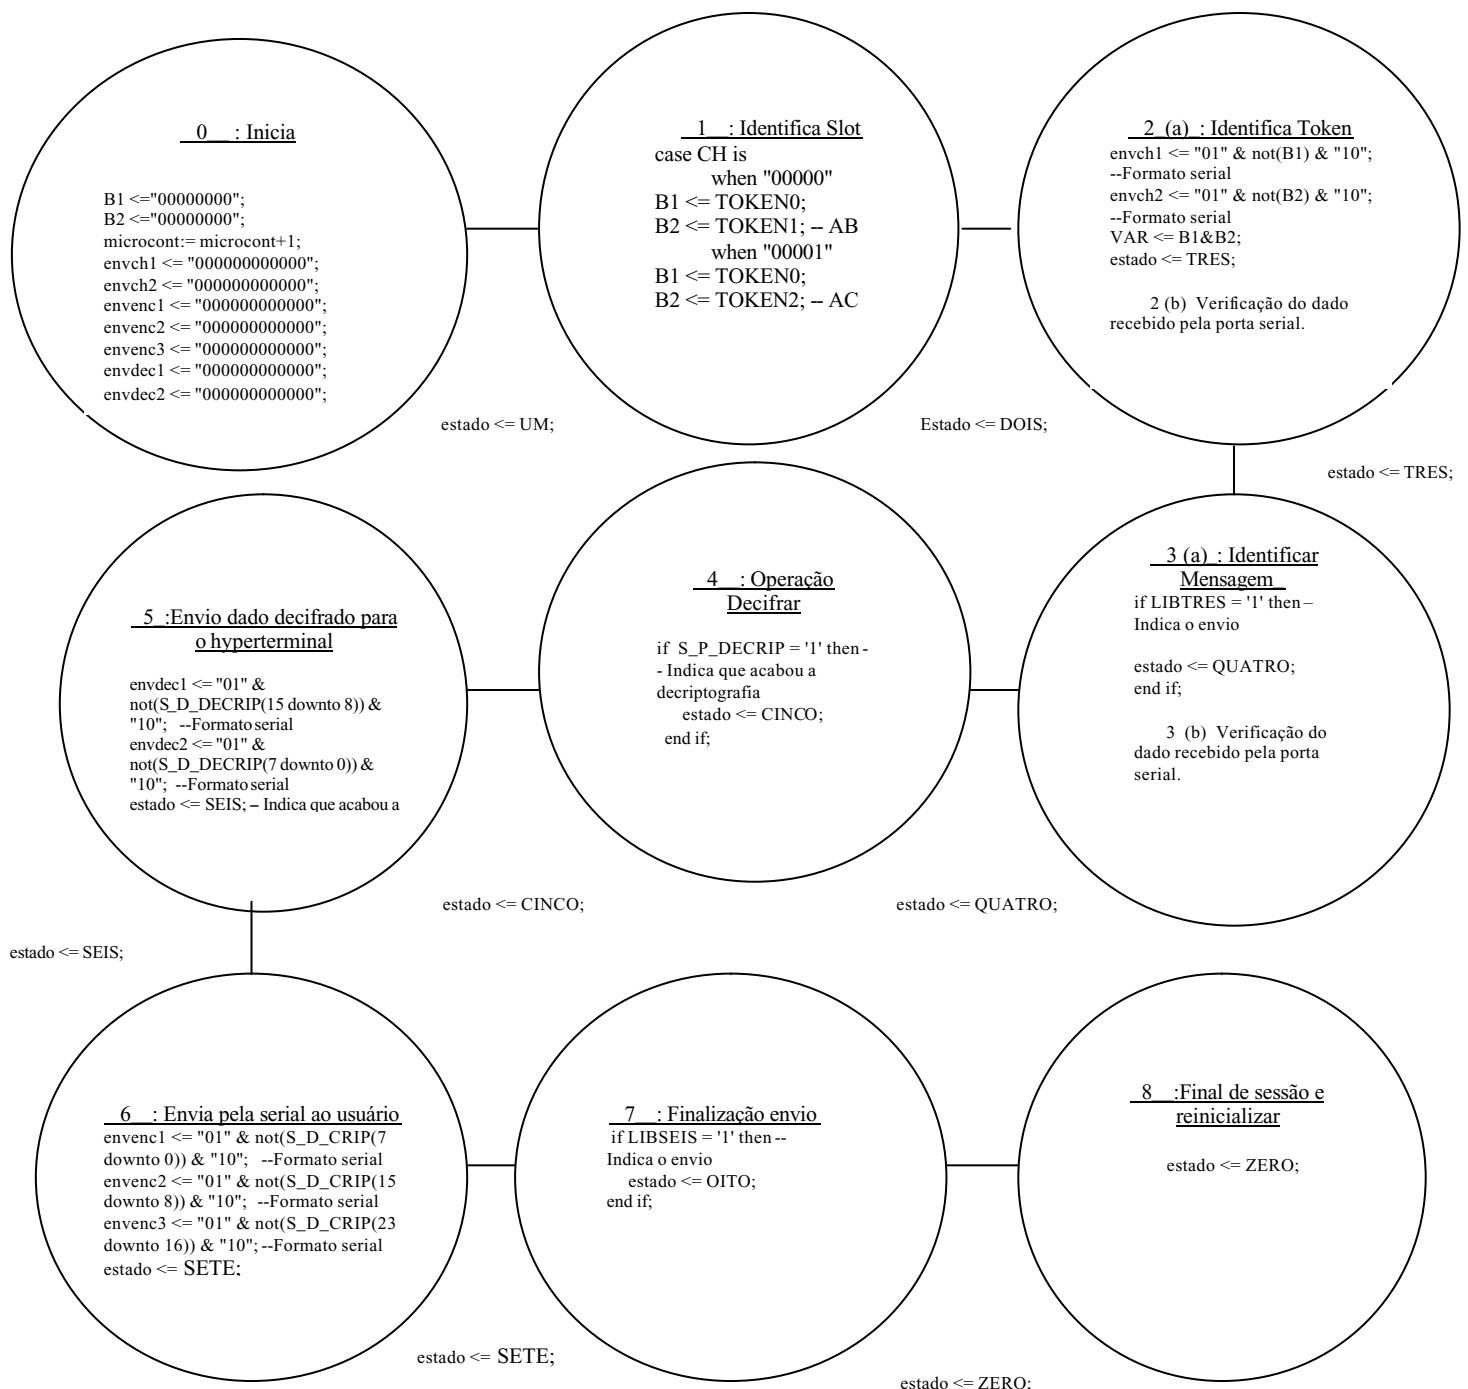 0__ : Inicia
B1 <="00000000";
B2 <="00000000";
microcont:= microcont+1;
envch1 <= "000000000000";
envch2 <= "000000000000";
envenc1 <= "000000000000";
envenc2 <= "000000000000";
envenc3 <= "000000000000";
envdec1 <= "000000000000";
envdec2 <= "000000000000";
estado <= UM;
1__: Identifica Slot
case CH is
when "00000"
B1 <= TOKEN0;
B2 <= TOKEN1; -- AB
when "00001"
B1 <= TOKEN0;
B2 <= TOKEN2; -- AC
Estado <= DOIS;
2_(a)_: Identifica Token
envch1 <= "01" & not(B1) & "10";
--Formato serial
envch2 <= "01" & not(B2) & "10";
--Formato serial
VAR <= B1&B2;
estado <= TRES;
2 (b) Verificação do dado
recebido pela porta serial.
estado <= TRES;
3 (a)_: Identificar
Mensagem_
if LIBTRES = '1' then –
Indica o envio
estado <= QUATRO;
end if;
3 (b) Verificação do
dado recebido pela porta
serial.
estado <= QUATRO;
4__: Operação
Decifrar
if S_P_DECRIP = '1' then -
- Indica que acabou a
decriptografia
estado <= CINCO;
end if;
estado <= CINCO;
5_:Envio dado decifrado para
o hyperterminal
envdec1 <= "01" &
not(S_D_DECRIP(15 downto 8)) &
"10"; --Formato serial
envdec2 <= "01" &
not(S_D_DECRIP(7 downto 0)) &
"10"; --Formato serial
estado <= SEIS; – Indica que acabou a
estado <= SEIS;
6__: Envia pela serial ao usuário
envenc1 <= "01" & not(S_D_CRIP(7
downto 0)) & "10"; --Formato serial
envenc2 <= "01" & not(S_D_CRIP(15
downto 8)) & "10"; --Formato serial
envenc3 <= "01" & not(S_D_CRIP(23
downto 16)) & "10"; --Formato serial
estado <= SETE;
estado <= SETE;
7__: Finalização envio
if LIBSEIS = '1' then --
Indica o envio
estado <= OITO;
end if;
estado <= ZERO;
8__:Final de sessão e
reinicializar
estado <= ZERO;